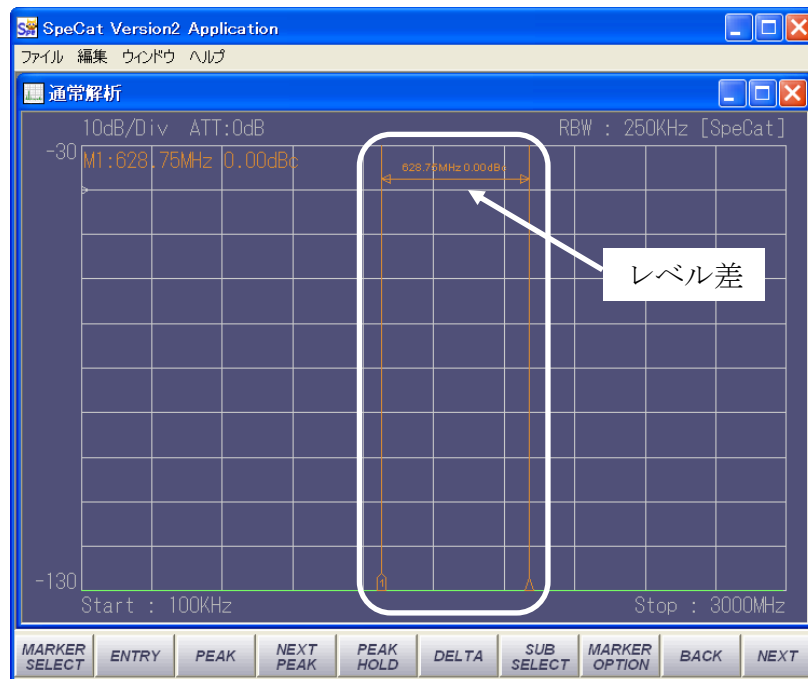 SpeCat Version2 Application
ファイル 編集 ウィンドウ ヘルプ
通常解析
10dB/Div ATT:0dB RBW : 250KHz [SpeCat]
-30
M1:628.75MHz 0.00dBc
628.75MHz 0.00dBc
レベル差
1
-130
Start : 100KHz Stop : 3000MHz
MARKER SELECT ENTRY PEAK NEXT PEAK PEAK HOLD DELTA SUB SELECT MARKER OPTION BACK NEXT